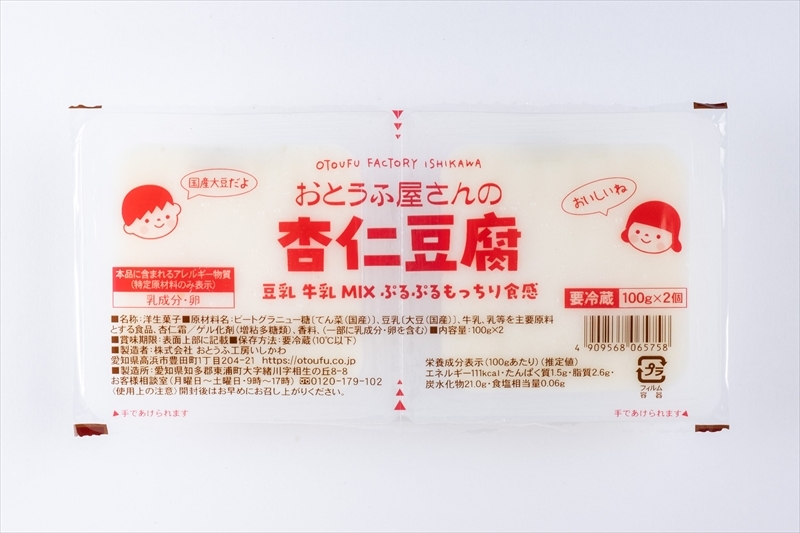 OTOUFU FACTORY ISHIKAWA
国産大豆だよ
おとうふ屋さんの
おいしいね
杏仁豆腐
豆乳 牛乳 MIX ぷるぷるもっちり食感
本品に含まれるアレルギー物質
(特定原材料のみ表示)
乳成分・卵
要冷蔵 100g×2個
■名称:洋生菓子■原材料名:ビートグラニュー糖(てん菜(国産))、豆乳(大豆(国産))、牛乳、乳等を主要原料
とする食品、杏仁霜/ゲル化剤(増粘多糖類)、香料、(一部に乳成分・卵を含む)■内容量:100g×2
■賞味期限:表面上部に記載■保存方法:要冷蔵(10℃以下)
■製造者:株式会社 おとうふ工房いしかわ
愛知県高浜市豊田町1丁目204-21 https://otoufu.co.jp
■製造所:愛知県知多郡東浦町大字緒川字相生の丘8-8
お客様相談室(月曜日〜土曜日・9時〜17時) 0120-179-102
〈使用上の注意〉開封後はお早めにお召し上がりください。
4 909568 065758
栄養成分表示(100gあたり)(推定値)
エネルギー111kcal・たんぱく質1.5g・脂質2.6g・
炭水化物21.0g・食塩相当量0.06g
プラ
フィルム
容器
▶手であけられます
手であけられます◀